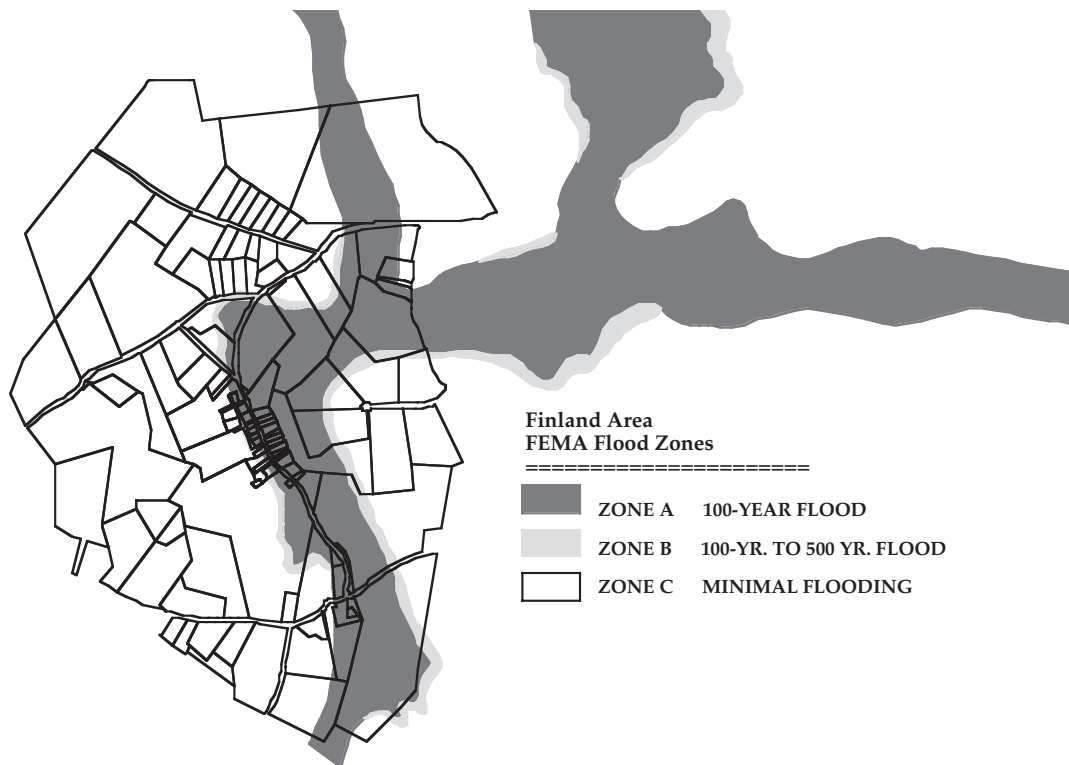 Finland Area
FEMA Flood Zones
======================
ZONE A 100-YEAR FLOOD
ZONE B 100-YR. TO 500 YR. FLOOD
ZONE C MINIMAL FLOODING